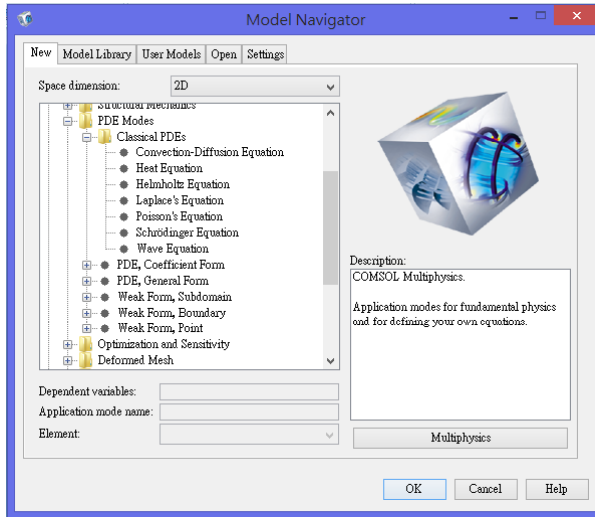 Model Navigator
New Model Library User Models Open Settings
Space dimension: 2D
Structural Mechanics
PDE Modes
Classical PDEs
Convection-Diffusion Equation
Heat Equation
Helmholtz Equation
Laplace's Equation
Poisson's Equation
Schrödinger Equation
Wave Equation
PDE, Coefficient Form
PDE, General Form
Weak Form, Subdomain
Weak Form, Boundary
Weak Form, Point
Optimization and Sensitivity
Deformed Mesh
Dependent variables:
Application mode name:
Element:
Description:
COMSOL Multiphysics.
Application modes for fundamental physics
and for defining your own equations.
Multiphysics
OK Cancel Help